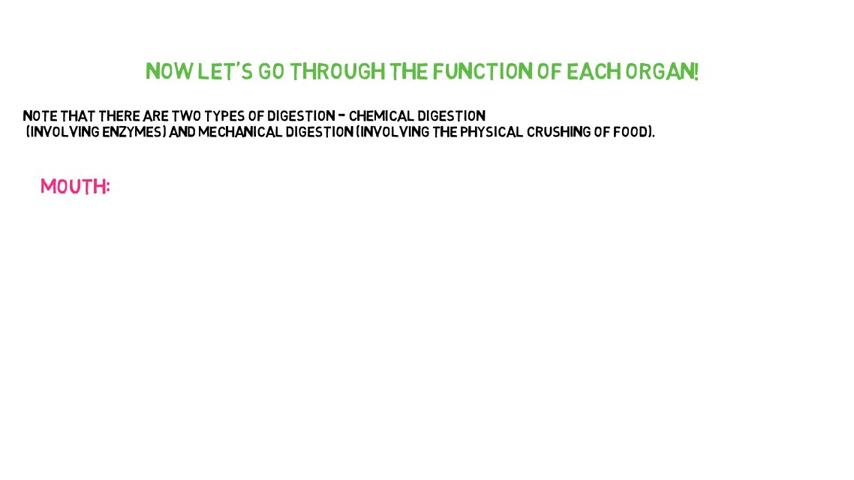 NOW LET'S GO THROUGH THE FUNCTION OF EACH ORGAN!
NOTE THAT THERE ARE TWO TYPES OF DIGESTION - CHEMICAL DIGESTION
(INVOLVING ENZYMES) AND MECHANICAL DIGESTION (INVOLVING THE PHYSICAL CRUSHING OF FOOD).
MOUTH: